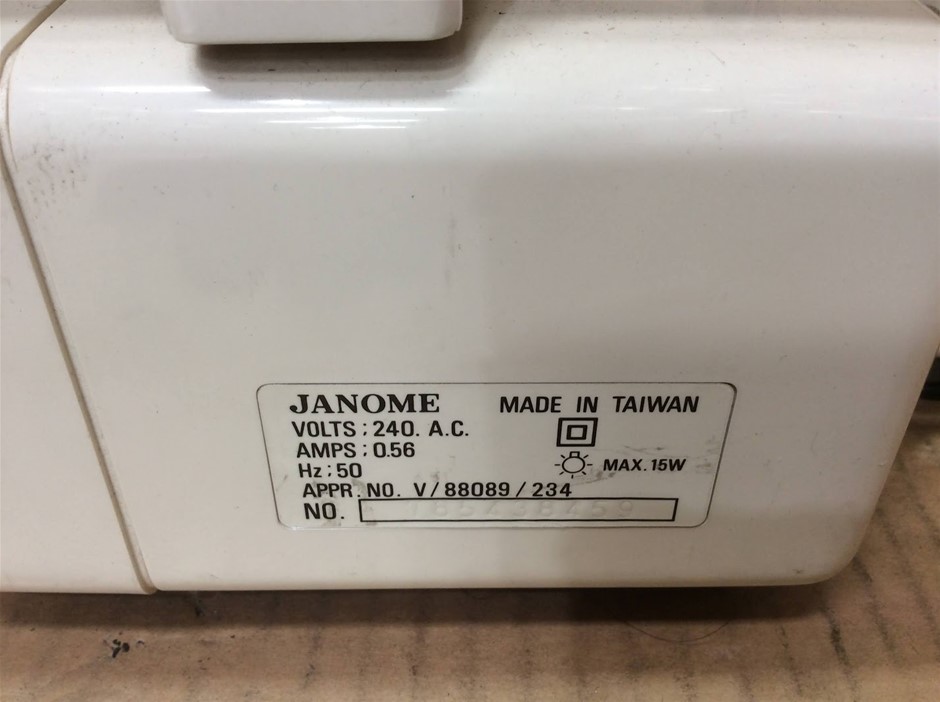 JANOME
MADE IN TAIWAN
VOLTS : 240. A.C.
AMPS : 0.56
Hz : 50
MAX. 15W
APPR. NO. V/88089/234
NO.